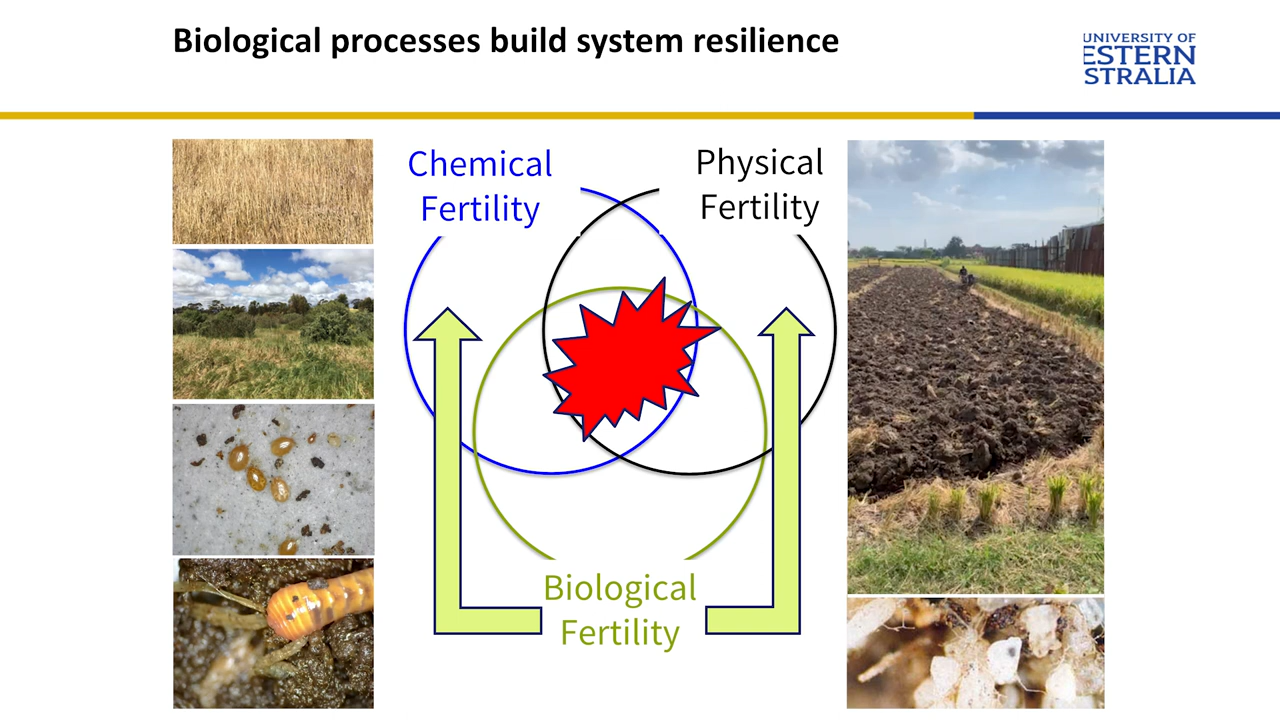 Biological processes build system resilience
UNIVERSITY OF
ESTERN
STRALIA
Chemical
Fertility
Physical
Fertility
Biological
Fertility